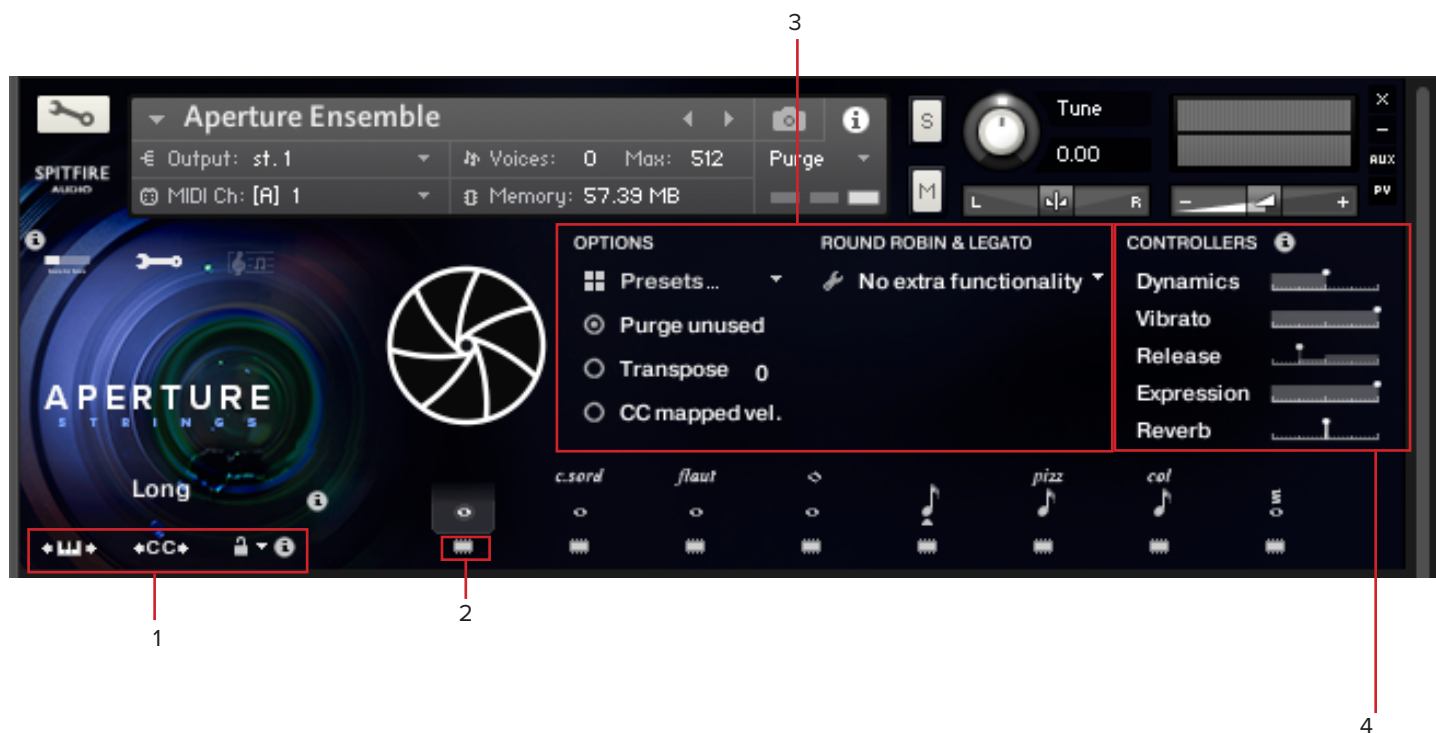 3
Aperture Ensemble
S
Tune
X
SPITFIRE
AUDIO
Output: st. 1
Voices: 0 Max: 512
Purge
0.00
AUX
MIDI Ch: [A] 1
Memory: 57.39 MB
M
L
R
-
+
PV
OPTIONS
ROUND ROBIN & LEGATO
CONTROLLERS
Presets...
No extra functionality
Dynamics
Purge unused
Vibrato
Transpose 0
Release
CC mapped vel.
Expression
Reverb
APERTURE
STRINGS
Long
c.sord
flaut
pizz
col
CC
1
2
4